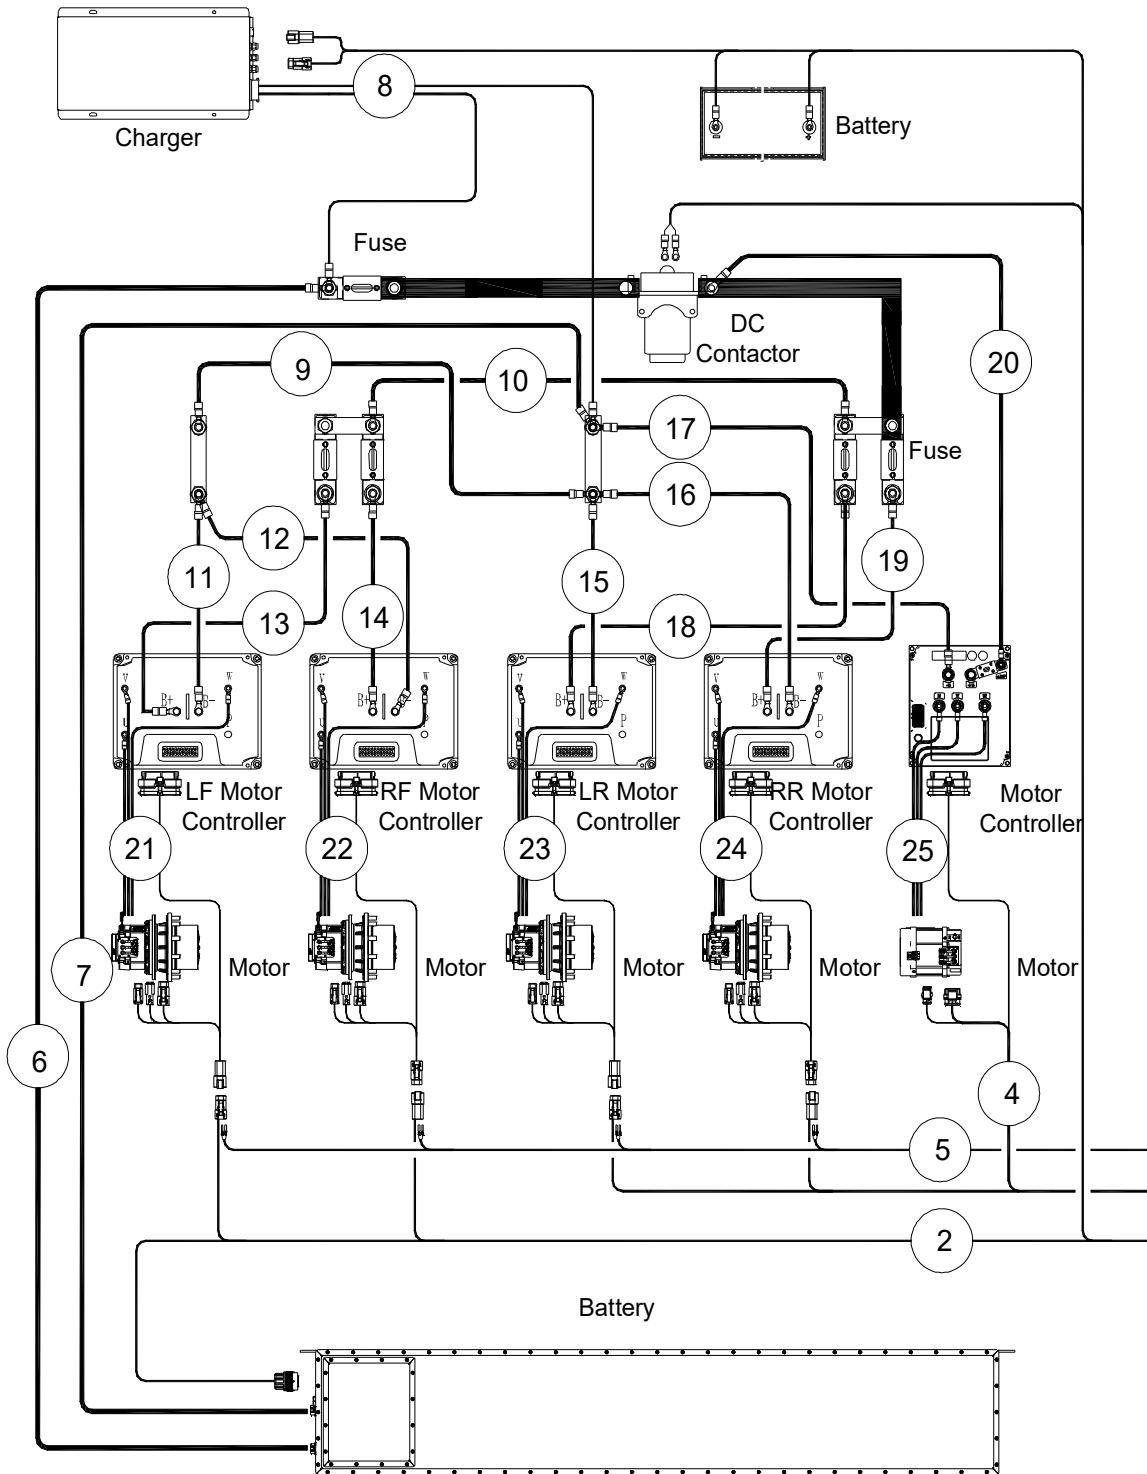 8
Charger
Battery
Fuse
DC
Contactor
9
10
20
17
Fuse
16
12
11
15
19
13
14
18
V
W
B+
B-
U
P
V
W
B+
B-
U
P
V
W
B+
B-
U
P
V
W
B+
B-
U
P
LF Motor
Controller
RF Motor
Controller
LR Motor
Controller
RR Motor
Controller
Motor
Controller
21
22
23
24
25
7
Motor
Motor
Motor
Motor
Motor
6
4
5
2
Battery